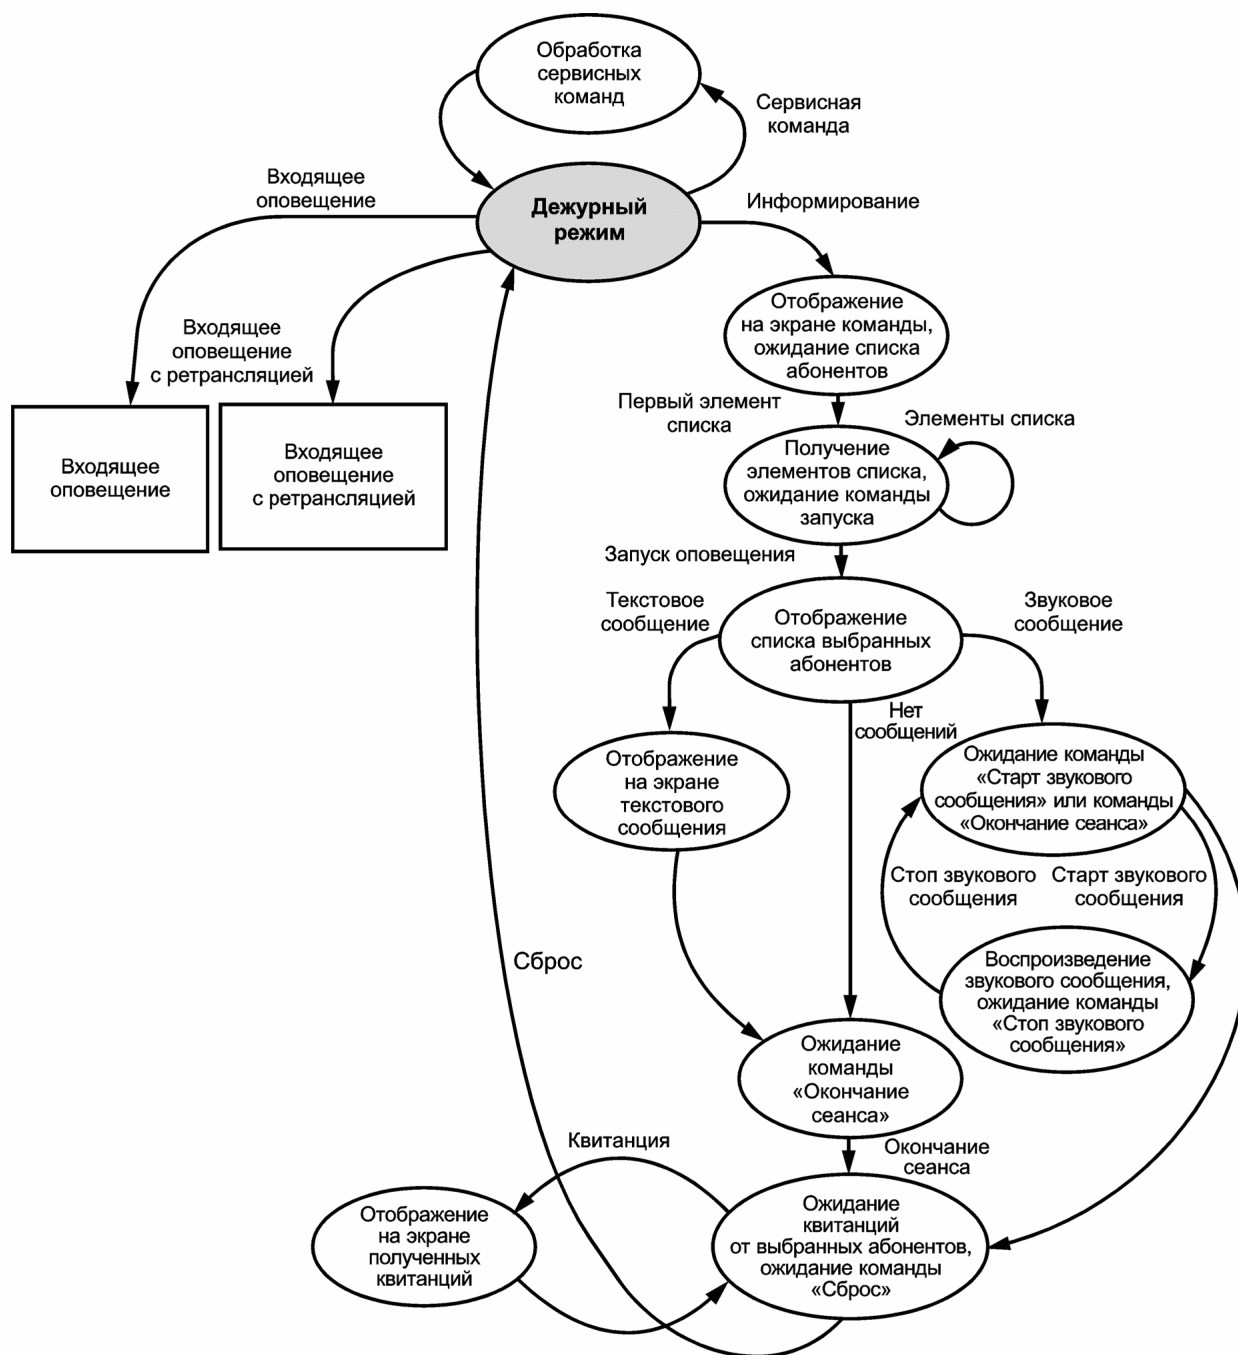 Обработка
сервисных
команд
Сервисная
команда
Входящее
оповещение
Дежурный
режим
Информирование
Отображение
на экране команды,
ожидание списка
абонентов
Входящее
оповещение
с ретрансляцией
Первый элемент
списка
Элементы списка
Входящее
оповещение
Входящее
оповещение
с ретрансляцией
Получение
элементов списка,
ожидание команды
запуска
Запуск оповещения
Текстовое
сообщение
Отображение
списка выбранных
абонентов
Звуковое
сообщение
Нет
сообщений
Отображение
на экране
текстового
сообщения
Ожидание команды
«Старт звукового
сообщения» или команды
«Окончание сеанса»
Стоп звукового
сообщения
Старт звукового
сообщения
Сброс
Воспроизведение
звукового сообщения,
ожидание команды
«Стоп звукового
сообщения»
Ожидание
команды
«Окончание
сеанса»
Квитанция
Окончание
сеанса
Отображение
на экране
полученных
квитанций
Ожидание
квитанций
от выбранных абонентов,
ожидание команды
«Сброс»